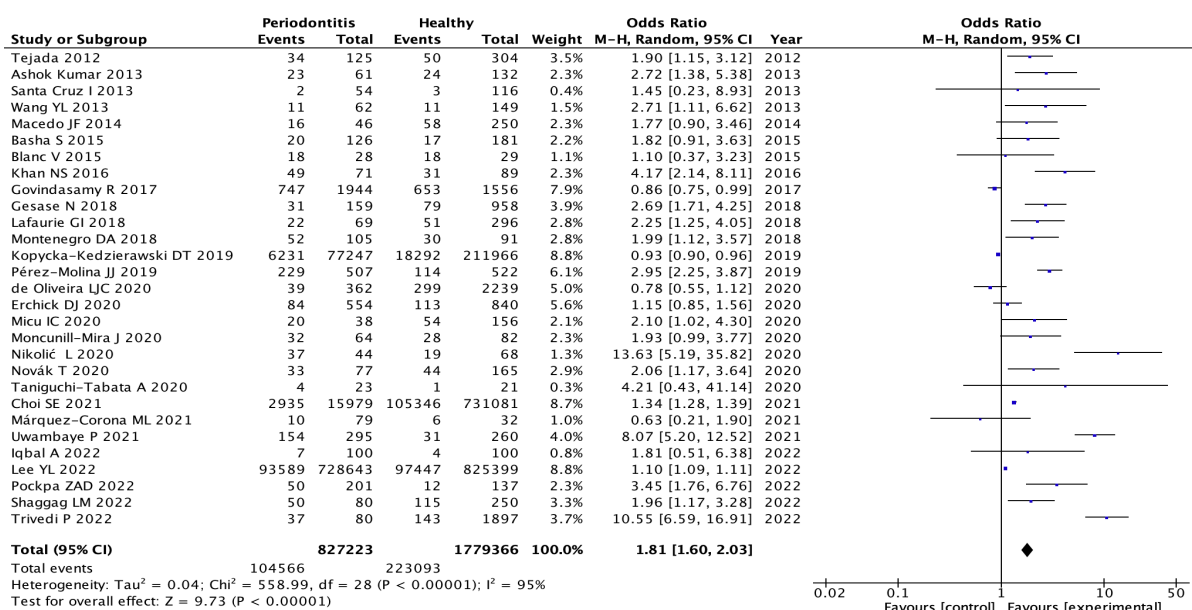 Periodontitis Healthy Odds Ratio Odds Ratio
Study or Subgroup Events Total Events Total Weight M-H, Random, 95% CI Year M-H, Random, 95% CI
Tejada 2012 34 125 50 304 3.5% 1.90 [1.15, 3.12] 2012
Ashok Kumar 2013 23 61 24 132 2.3% 2.72 [1.38, 5.38] 2013
Santa Cruz I 2013 2 54 3 116 0.4% 1.45 [0.23, 8.93] 2013
Wang YL 2013 11 62 11 149 1.5% 2.71 [1.11, 6.62] 2013
Macedo JF 2014 16 46 58 250 2.3% 1.77 [0.90, 3.46] 2014
Basha S 2015 20 126 17 181 2.2% 1.82 [0.91, 3.63] 2015
Blanc V 2015 18 28 18 29 1.1% 1.10 [0.37, 3.23] 2015
Khan NS 2016 49 71 31 89 2.3% 4.17 [2.14, 8.11] 2016
Govindasamy R 2017 747 1944 653 1556 7.9% 0.86 [0.75, 0.99] 2017
Gesase N 2018 31 159 79 958 3.8% 2.69 [1.71, 4.25] 2018
Lafaurie GI 2018 22 69 51 296 2.8% 2.25 [1.25, 4.05] 2018
Montenegro DA 2018 52 105 30 91 2.8% 1.99 [1.12, 3.57] 2018
Kopycka-Kedzierawski DT 2019 6231 77247 18292 211966 8.8% 0.93 [0.90, 0.96] 2019
Pérez-Molina JJ 2019 229 507 114 522 6.1% 2.95 [2.25, 3.87] 2019
de Oliveira LJC 2020 39 362 299 2239 5.0% 0.78 [0.55, 1.12] 2020
Erchick DJ 2020 84 554 113 840 5.6% 1.15 [0.85, 1.56] 2020
Micu IC 2020 20 38 54 156 2.1% 2.10 [1.02, 4.30] 2020
Moncunill-Mira J 2020 32 64 28 82 2.4% 1.93 [0.99, 3.77] 2020
Nikolić L 2020 37 44 19 68 1.3% 13.63 [5.19, 35.82] 2020
Novák T 2020 33 77 44 165 2.9% 2.06 [1.17, 3.64] 2020
Taniguchi-Tabata A 2020 4 23 1 21 0.3% 4.21 [0.43, 41.14] 2020
Choi SE 2021 2935 15979 105346 731081 8.7% 1.34 [1.28, 1.39] 2021
Márquez-Corona ML 2021 10 79 6 32 1.0% 0.63 [0.21, 1.90] 2021
Uwambaye P 2021 154 295 31 260 4.0% 8.07 [5.20, 12.52] 2021
Iqbal A 2022 7 100 4 100 0.8% 1.81 [0.51, 6.38] 2022
Lee YL 2022 93589 728643 97447 825399 8.8% 1.10 [1.09, 1.11] 2022
Pockpa ZAD 2022 50 201 12 137 2.4% 3.45 [1.76, 6.76] 2022
Shaggag LM 2022 50 80 115 250 3.3% 1.96 [1.17, 3.28] 2022
Trivedi P 2022 37 80 143 1897 3.7% 10.55 [6.59, 16.91] 2022
Total (95% CI) 827223 1779366 100.0% 1.81 [1.60, 2.03]
Total events 104566 223093
Heterogeneity: Tau² = 0.04; Chi² = 558.99, df = 28 (P < 0.00001); I² = 95%
Test for overall effect: Z = 9.73 (P < 0.00001)
0.02 0.1 1 10 50
Favours [control] Favours [experimental]